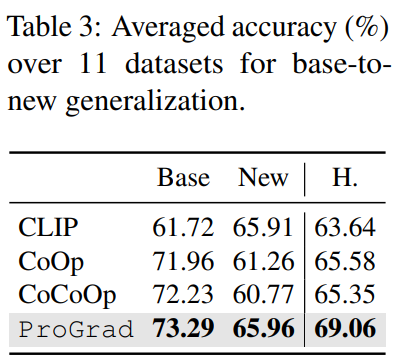 Table 3: Averaged accuracy (%)
over 11 datasets for base-to-
new generalization.
Base New H.
CLIP 61.72 65.91 63.64
CoOp 71.96 61.26 65.58
CoCoOp 72.23 60.77 65.35
ProGrad 73.29 65.96 69.06